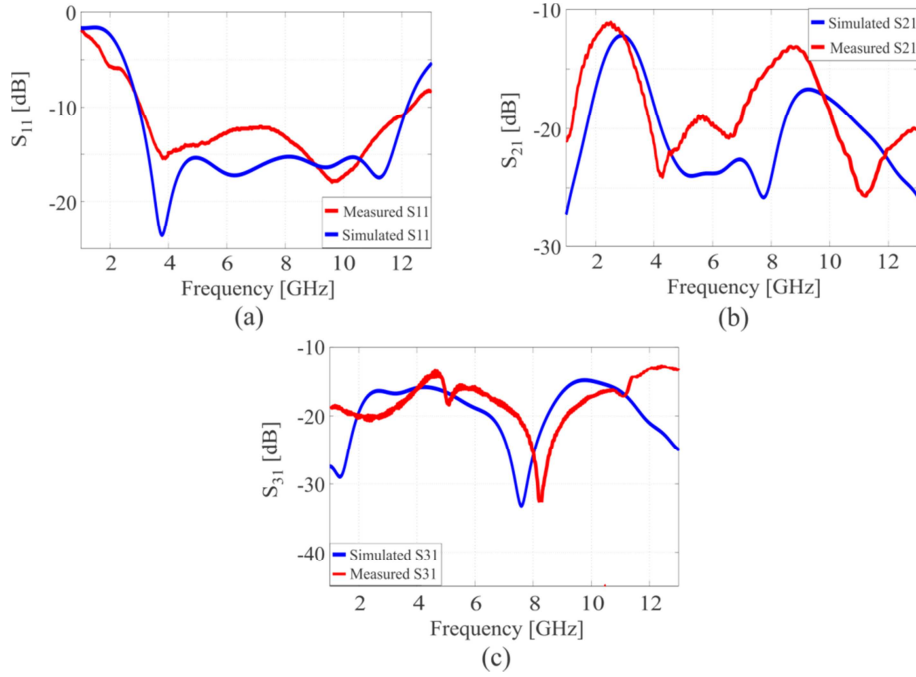 0
-10
-20
S11 [dB]
Measured S11
Simulated S11
2 4 6 8 10 12
Frequency [GHz]
(a)
-10
-20
-30
S21 [dB]
Simulated S21
Measured S21
2 4 6 8 10 12
Frequency [GHz]
(b)
-10
-20
-30
-40
S31 [dB]
Simulated S31
Measured S31
2 4 6 8 10 12
Frequency [GHz]
(c)